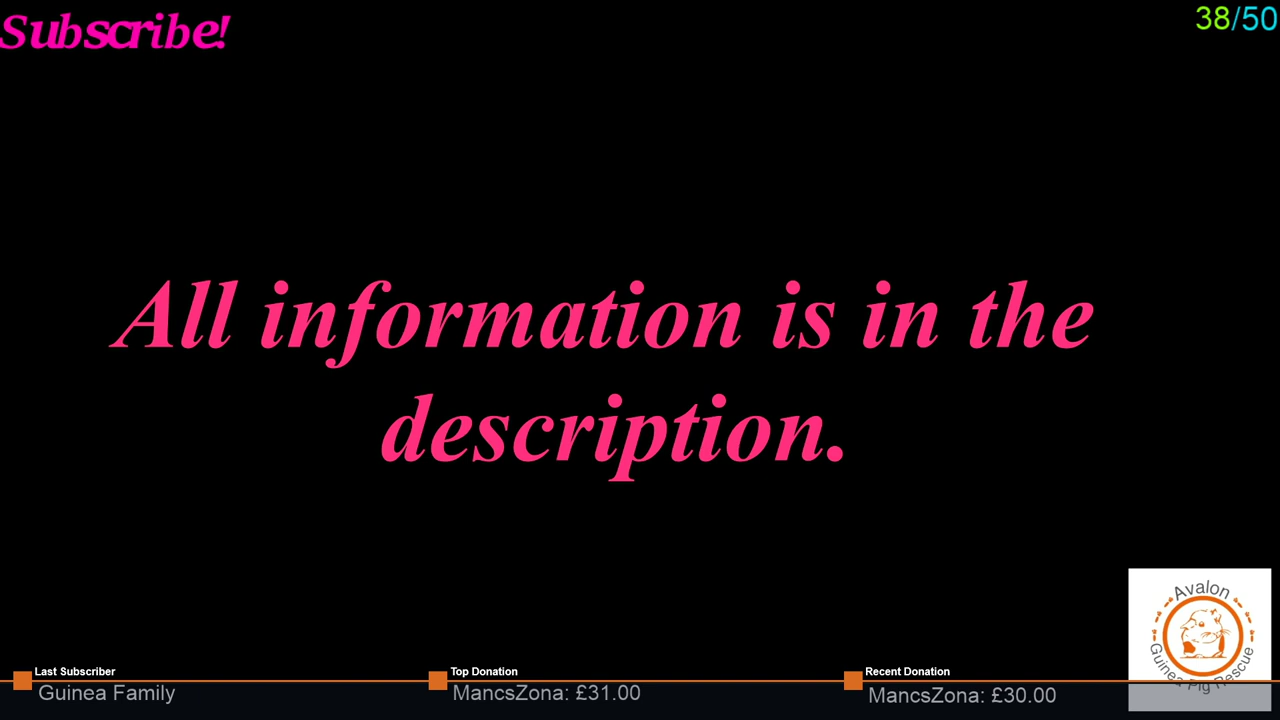 Subscribe!
38/50
All information is in the
description.
Avalon
Guinea Pig Rescue
Last Subscriber
Guinea Family
Top Donation
MancsZona: £31.00
Recent Donation
MancsZona: £30.00